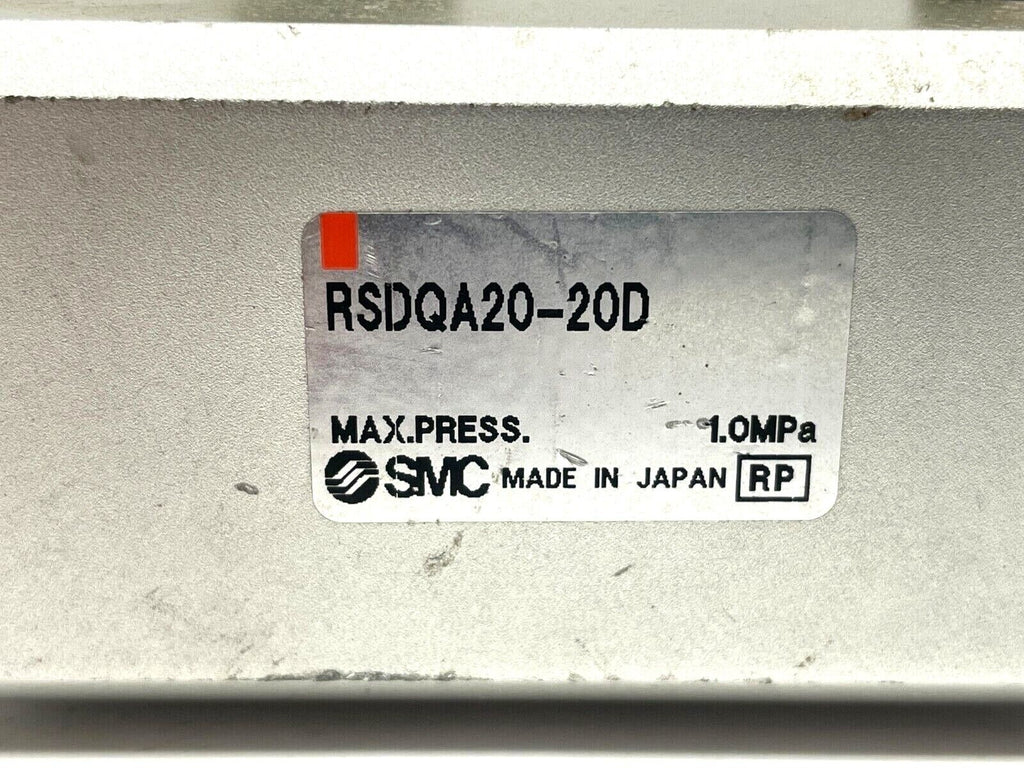 RSDQA20-20D
MAX.PRESS. 1.0MPa
SMC MADE IN JAPAN RP